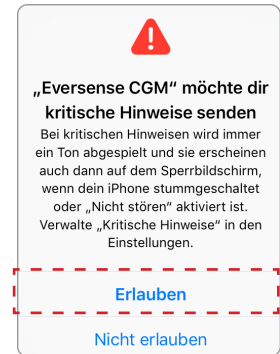 „Eversense CGM“ möchte dir
kritische Hinweise senden
Bei kritischen Hinweisen wird immer
ein Ton abgespielt und sie erscheinen
auch dann auf dem Sperrbildschirm,
wenn dein iPhone stummgeschaltet
oder „Nicht stören“ aktiviert ist.
Verwalte „Kritische Hinweise“ in den
Einstellungen.
Erlauben
Nicht erlauben